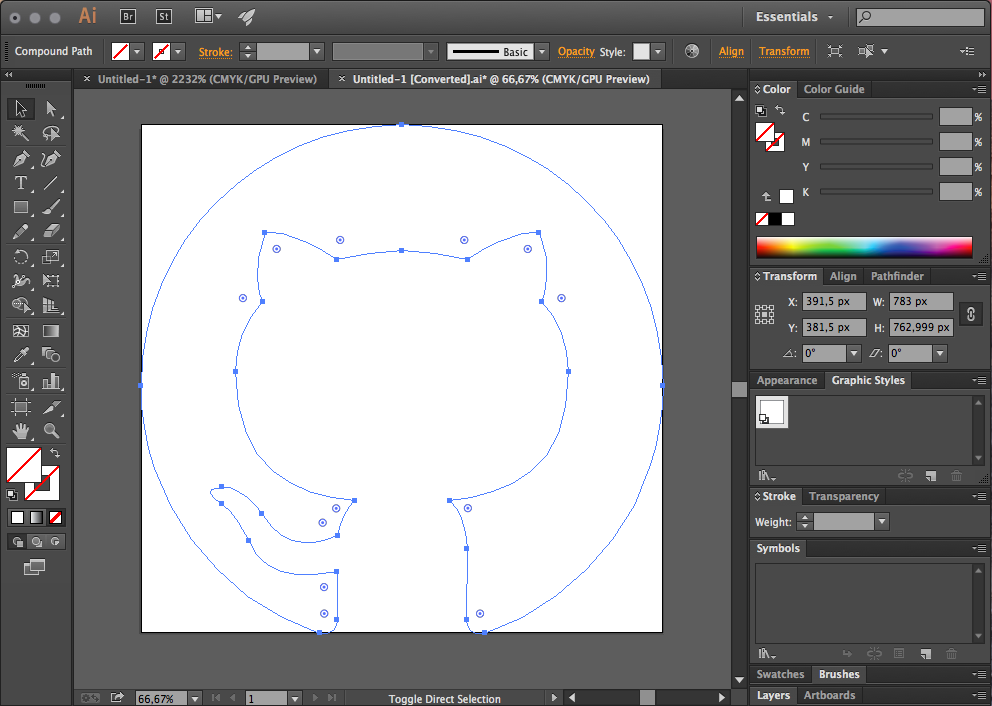 Ai Br St Essentials
Compound Path Stroke: Basic Opacity Style: Align Transform
× Untitled-1* @ 2232% (CMYK/GPU Preview) × Untitled-1 [Converted].ai* @ 66,67% (CMYK/GPU Preview)
Color Color Guide
C %
M %
Y %
K %
Transform Align Pathfinder
X: 391,5 px W: 783 px
Y: 381,5 px H: 762,999 px
0° 0°
Appearance Graphic Styles
Stroke Transparency
Weight:
Symbols
Swatches Brushes
Layers Artboards
T
66,67% 1 Toggle Direct Selection